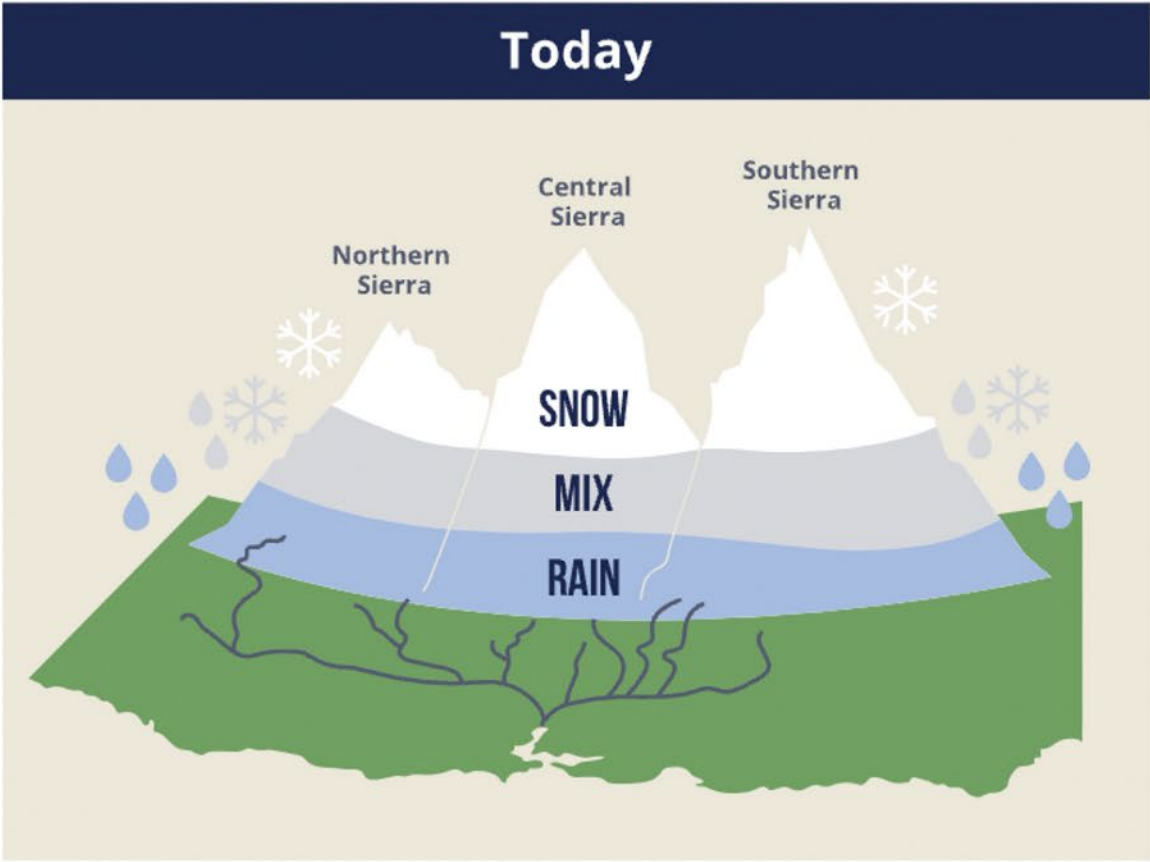 Today
Northern
Sierra
Central
Sierra
Southern
Sierra
SNOW
MIX
RAIN